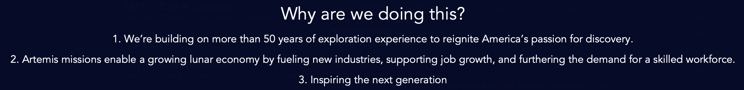 Why are we doing this?
1. We’re building on more than 50 years of exploration experience to reignite America’s passion for discovery.
2. Artemis missions enable a growing lunar economy by fueling new industries, supporting job growth, and furthering the demand for a skilled workforce.
3. Inspiring the next generation